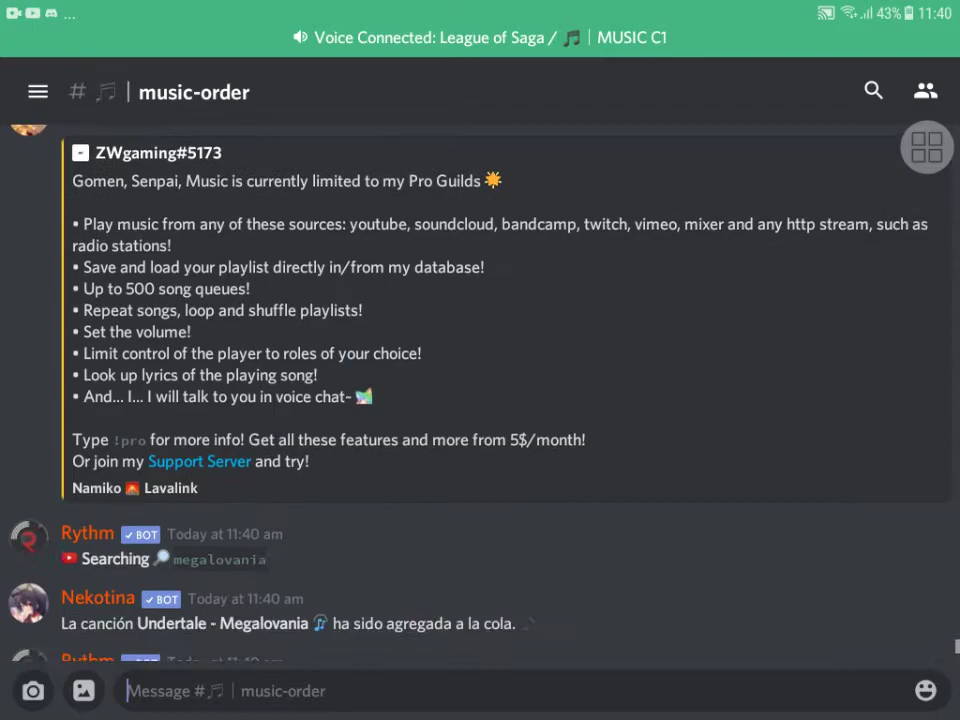 ... 43% 11:40
Voice Connected: League of Saga / 🎵 | MUSIC C1
# 🎵 | music-order
ZWgaming#5173
Gomen, Senpai, Music is currently limited to my Pro Guilds 🌟
• Play music from any of these sources: youtube, soundcloud, bandcamp, twitch, vimeo, mixer and any http stream, such as
radio stations!
• Save and load your playlist directly in/from my database!
• Up to 500 song queues!
• Repeat songs, loop and shuffle playlists!
• Set the volume!
• Limit control of the player to roles of your choice!
• Look up lyrics of the playing song!
• And... I... I will talk to you in voice chat~
Type !pro for more info! Get all these features and more from 5$/month!
Or join my Support Server and try!
Namiko 🌋 Lavalink
Rythm ✓BOT Today at 11:40 am
Searching 🔎 megalovania
Nekotina ✓BOT Today at 11:40 am
La canción Undertale - Megalovania 🎵 ha sido agregada a la cola.
Rythm ✓BOT Today at 11:40 am
Message #🎵 | music-order